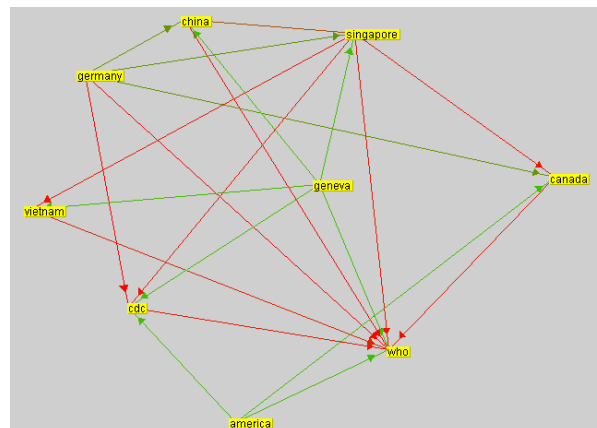 china
singapore
germany
canada
geneva
vietnam
cdc
who
america